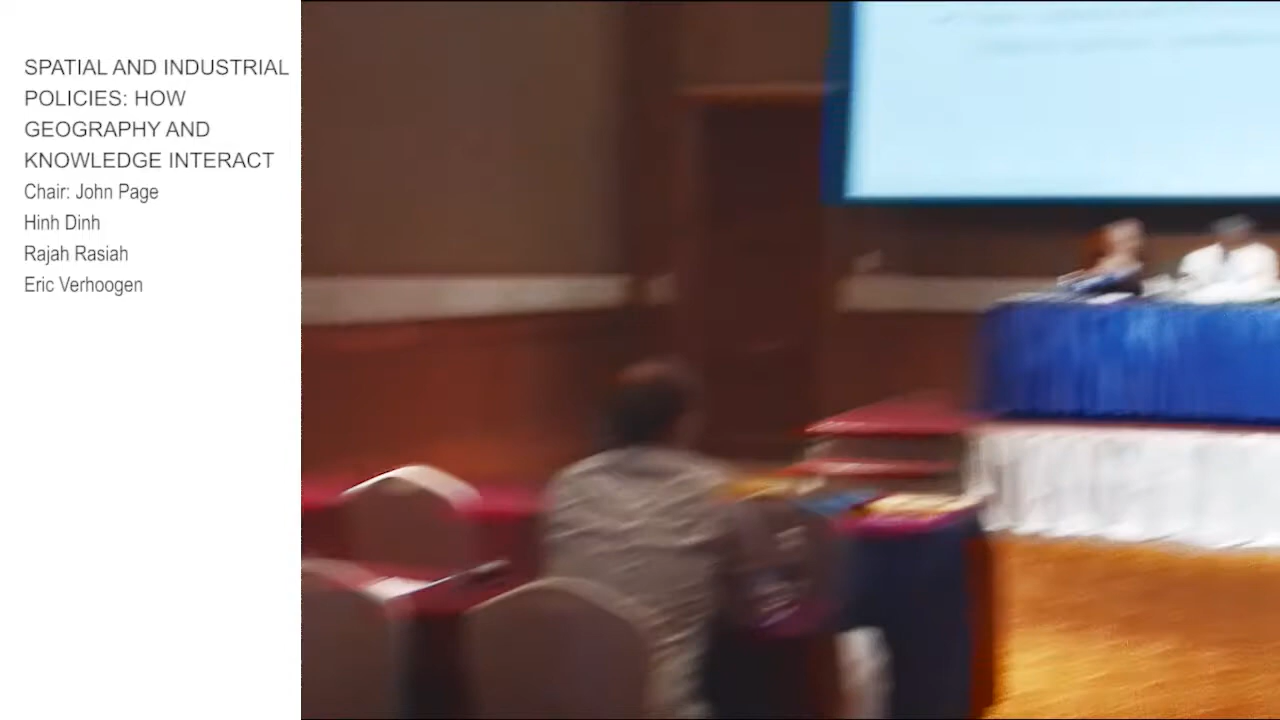 SPATIAL AND INDUSTRIAL
POLICIES: HOW
GEOGRAPHY AND
KNOWLEDGE INTERACT
Chair: John Page
Hinh Dinh
Rajah Rasiah
Eric Verhoogen